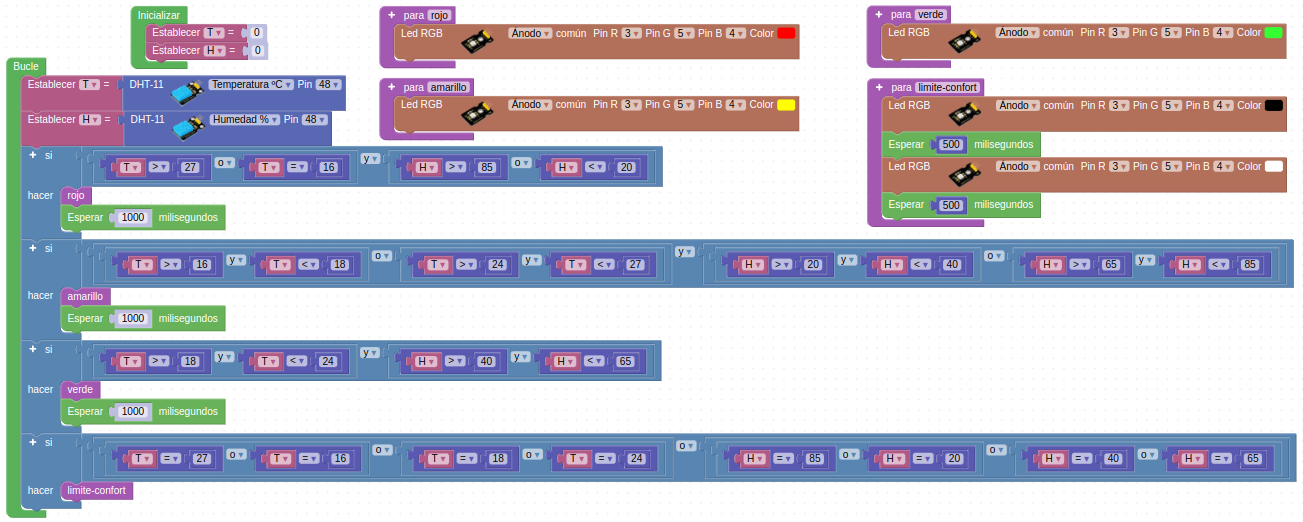 Inicializar
Establecer T = 0
Establecer H = 0
+ para rojo
Led RGB Ánodo común Pin R 3 Pin G 5 Pin B 4 Color
+ para verde
Led RGB Ánodo común Pin R 3 Pin G 5 Pin B 4 Color
Bucle
Establecer T = DHT-11 Temperatura ºC Pin 48
Establecer H = DHT-11 Humedad % Pin 48
+ para amarillo
Led RGB Ánodo común Pin R 3 Pin G 5 Pin B 4 Color
+ para limite-confort
Led RGB Ánodo común Pin R 3 Pin G 5 Pin B 4 Color
Esperar 500 milisegundos
Led RGB Ánodo común Pin R 3 Pin G 5 Pin B 4 Color
Esperar 500 milisegundos
+ si T > 27 o T = 16 y H > 85 o H < 20
hacer rojo
Esperar 1000 milisegundos
+ si T > 16 y T < 18 o T > 24 y T < 27 y H > 20 y H < 40 o H > 65 y H < 85
hacer amarillo
Esperar 1000 milisegundos
+ si T > 18 y T < 24 y H > 40 y H < 65
hacer verde
Esperar 1000 milisegundos
+ si T = 27 o T = 16 o T = 18 o T = 24 o H = 85 o H = 20 o H = 40 o H = 65
hacer limite-confort